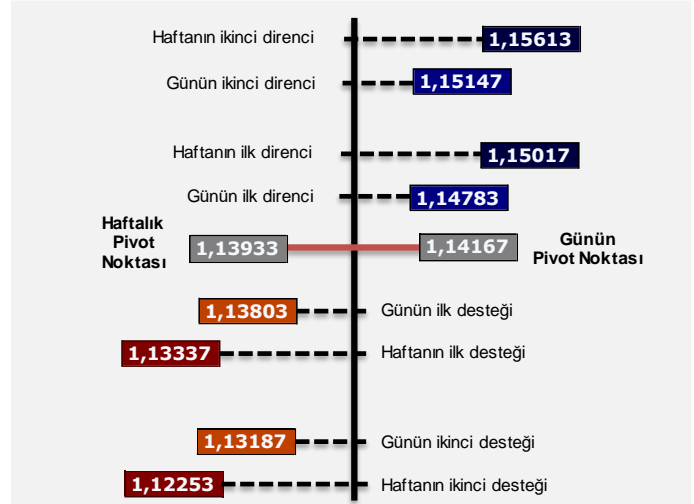 Haftanın ikinci direnci 1,15613
Günün ikinci direnci 1,15147
Haftanın ilk direnci 1,15017
Günün ilk direnci 1,14783
Haftalık
Pivot
Noktası
1,13933
1,14167
Günün
Pivot Noktası
1,13803 Günün ilk desteği
1,13337 Haftanın ilk desteği
1,13187 Günün ikinci desteği
1,12253 Haftanın ikinci desteği